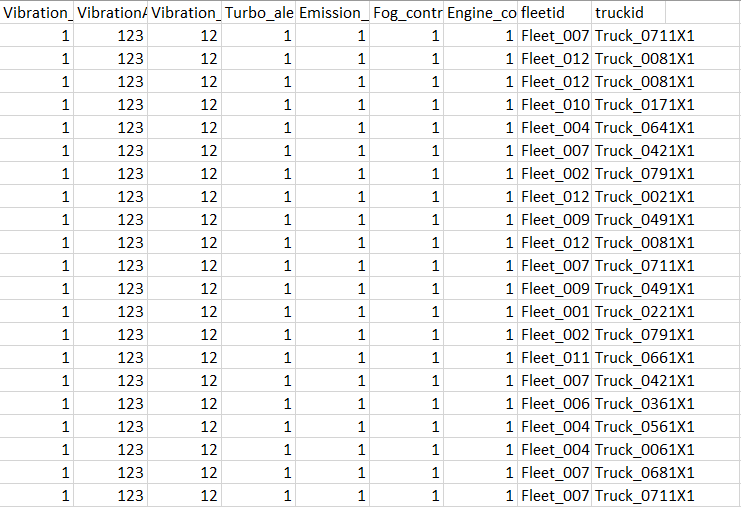 Vibration_ VibrationA Vibration_ Turbo_ale Emission_ Fog_contr Engine_co fleetid truckid
1 123 12 1 1 1 1 Fleet_007 Truck_0711X1
1 123 12 1 1 1 1 Fleet_012 Truck_0081X1
1 123 12 1 1 1 1 Fleet_012 Truck_0081X1
1 123 12 1 1 1 1 Fleet_010 Truck_0171X1
1 123 12 1 1 1 1 Fleet_004 Truck_0641X1
1 123 12 1 1 1 1 Fleet_007 Truck_0421X1
1 123 12 1 1 1 1 Fleet_002 Truck_0791X1
1 123 12 1 1 1 1 Fleet_012 Truck_0021X1
1 123 12 1 1 1 1 Fleet_009 Truck_0491X1
1 123 12 1 1 1 1 Fleet_012 Truck_0081X1
1 123 12 1 1 1 1 Fleet_007 Truck_0711X1
1 123 12 1 1 1 1 Fleet_009 Truck_0491X1
1 123 12 1 1 1 1 Fleet_001 Truck_0221X1
1 123 12 1 1 1 1 Fleet_002 Truck_0791X1
1 123 12 1 1 1 1 Fleet_011 Truck_0661X1
1 123 12 1 1 1 1 Fleet_007 Truck_0421X1
1 123 12 1 1 1 1 Fleet_006 Truck_0361X1
1 123 12 1 1 1 1 Fleet_004 Truck_0561X1
1 123 12 1 1 1 1 Fleet_004 Truck_0061X1
1 123 12 1 1 1 1 Fleet_007 Truck_0681X1
1 123 12 1 1 1 1 Fleet_007 Truck_0711X1